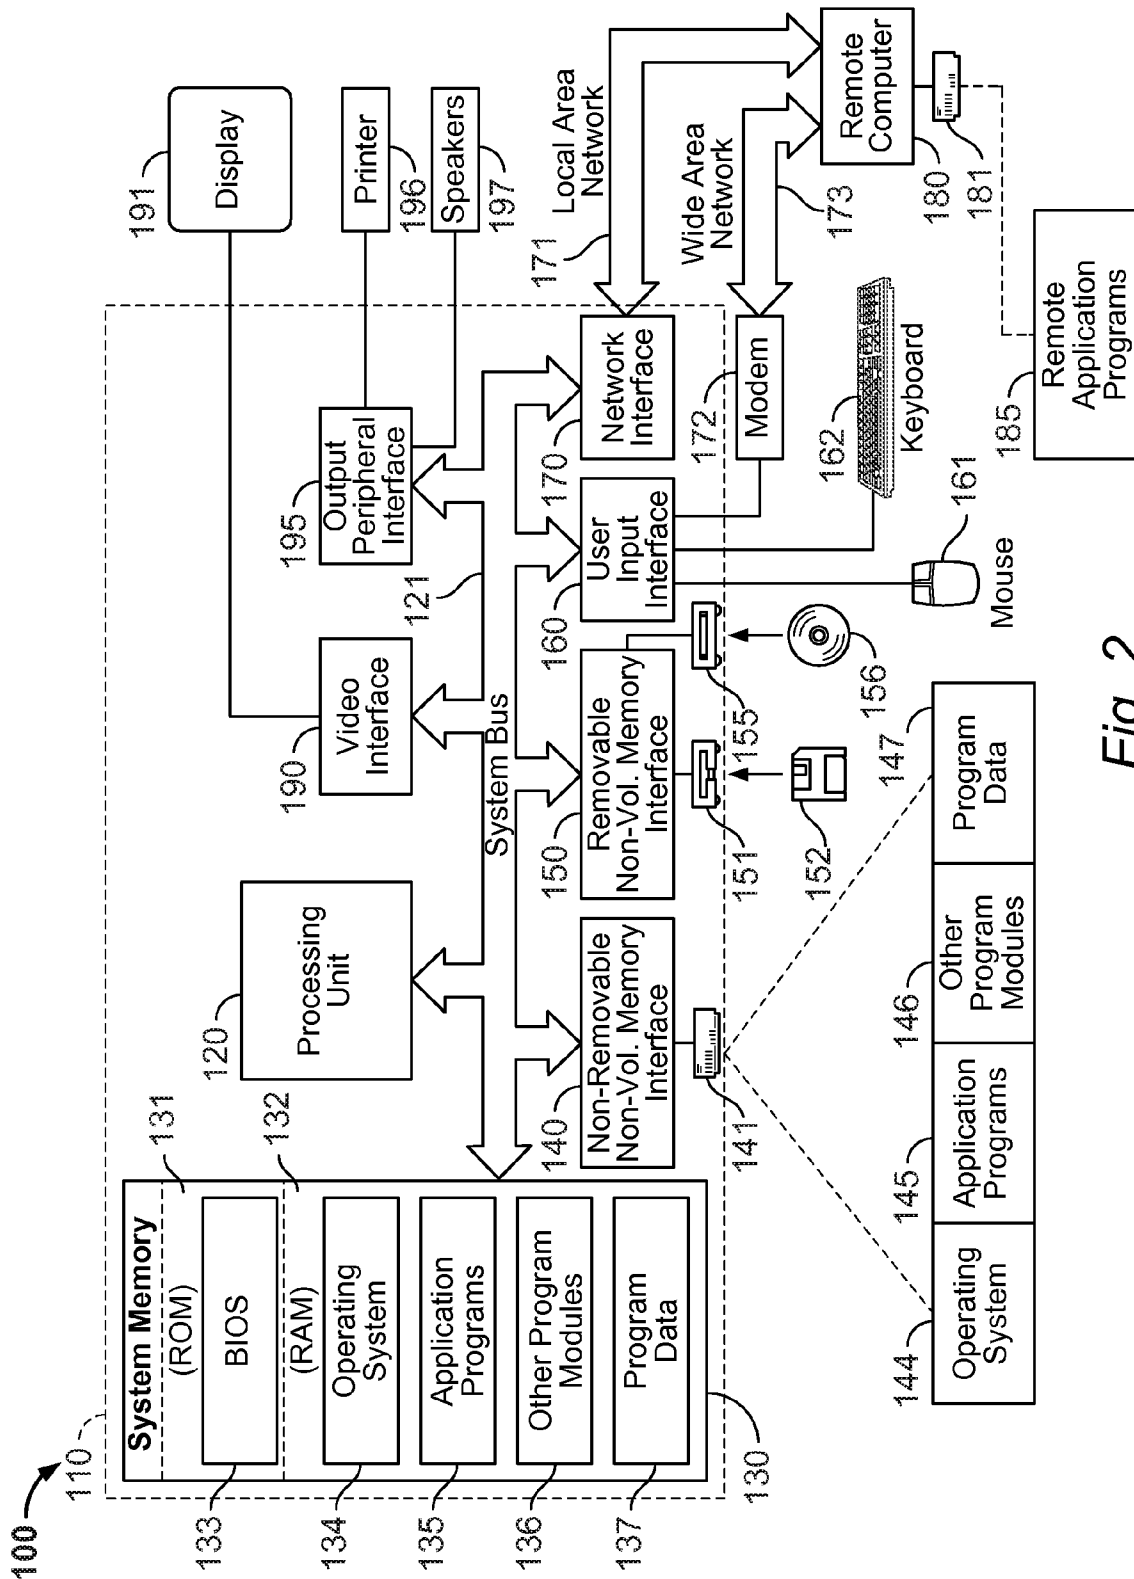 100
110
System Memory
(ROM)
131
BIOS
133
(RAM)
132
Operating
System
134
Application
Programs
135
Other Program
Modules
136
Program
Data
137
130
120
Processing
Unit
190
Video
Interface
195
Output
Peripheral
Interface
121
System Bus
191
Display
Printer
196
Speakers
197
140
Non-Removable
Non-Vol. Memory
Interface
150
Removable
Non-Vol. Memory
Interface
160
User
Input
Interface
170
Network
Interface
171
Local Area
Network
Wide Area
Network
173
172
Modem
Remote
Computer
180
181
141
151
155
152
156
Mouse
161
162
Keyboard
185
Remote
Application
Programs
144
Operating
System
145
Application
Programs
146
Other
Program
Modules
147
Program
Data
Fig. 2